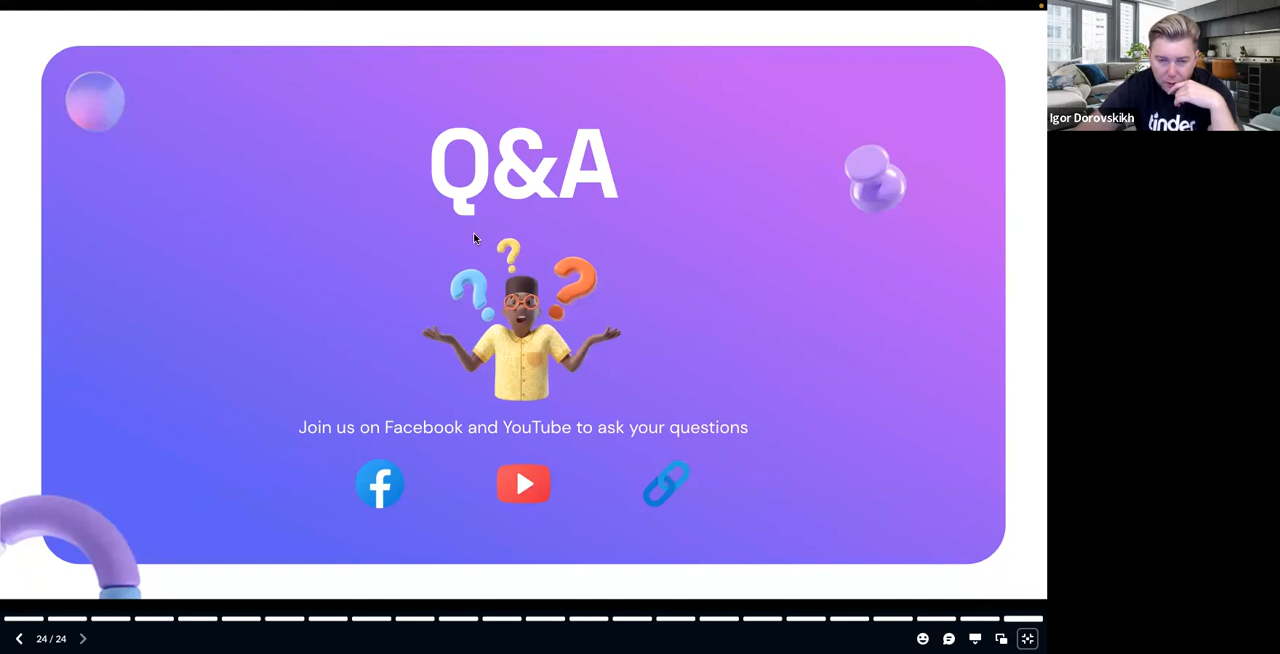 Q&A
Join us on Facebook and YouTube to ask your questions
Igor Dorovskikh
tinder
24 / 24